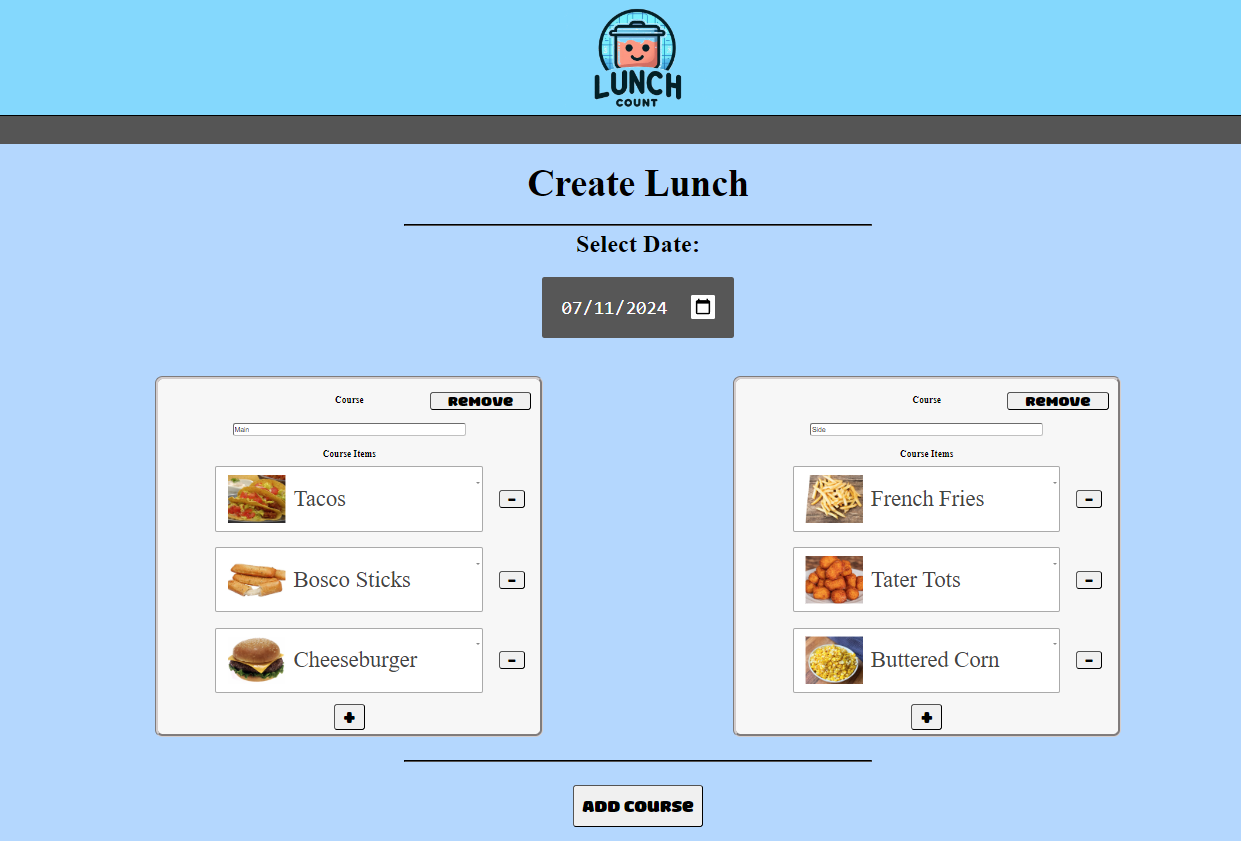 LUNCH
COUNT
Create Lunch
Select Date:
07/11/2024
Course
Remove
Main
Course Items
Tacos
-
Bosco Sticks
-
Cheeseburger
-
+
Course
Remove
Side
Course Items
French Fries
-
Tater Tots
-
Buttered Corn
-
+
Add Course